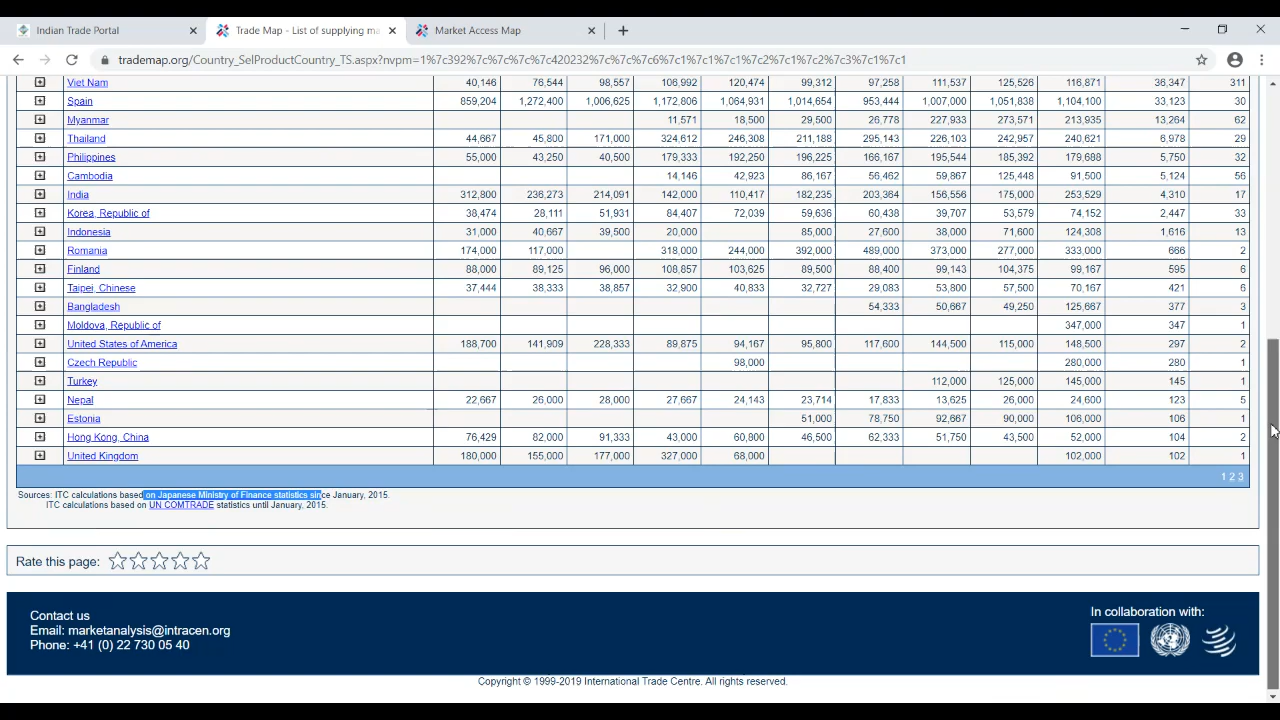 Indian Trade Portal
Trade Map - List of supplying ma
Market Access Map
trademap.org/Country_SelProductCountry_TS.aspx?nvpm=1%7c392%7c%7c%7c%7c420232%7c%7c%7c6%7c1%7c1%7c1%7c2%7c1%7c2%7c3%7c1%7c1
Viet Nam 40,146 76,544 98,557 106,992 120,474 99,312 97,258 111,537 125,526 116,871 36,347 311
Spain 859,204 1,272,400 1,006,625 1,172,806 1,064,931 1,014,654 953,444 1,007,000 1,051,838 1,104,100 33,123 30
Myanmar 11,571 18,500 29,500 26,778 227,933 273,571 213,935 13,264 62
Thailand 44,667 45,800 171,000 324,612 246,308 211,188 295,143 226,103 242,957 240,621 6,978 29
Philippines 55,000 43,250 40,500 179,333 192,250 196,225 166,167 195,544 185,392 179,688 5,750 32
Cambodia 14,146 42,923 86,167 56,462 59,867 125,448 91,500 5,124 56
India 312,800 236,273 214,091 142,000 110,417 182,235 203,364 156,556 175,000 253,529 4,310 17
Korea, Republic of 38,474 28,111 51,931 84,407 72,039 59,636 60,438 39,707 53,579 74,152 2,447 33
Indonesia 31,000 40,667 39,500 20,000 85,000 27,600 38,000 71,600 124,308 1,616 13
Romania 174,000 117,000 318,000 244,000 392,000 489,000 373,000 277,000 333,000 666 2
Finland 88,000 89,125 96,000 108,857 103,625 89,500 88,400 99,143 104,375 99,167 595 6
Taipei, Chinese 37,444 38,333 38,857 32,900 40,833 32,727 29,083 53,800 57,500 70,167 421 6
Bangladesh 54,333 50,667 49,250 125,667 377 3
Moldova, Republic of 347,000 347 1
United States of America 188,700 141,909 228,333 89,875 94,167 95,800 117,600 144,500 115,000 148,500 297 2
Czech Republic 98,000 280,000 280 1
Turkey 112,000 125,000 145,000 145 1
Nepal 22,667 26,000 28,000 27,667 24,143 23,714 17,833 13,625 26,000 24,600 123 5
Estonia 51,000 78,750 92,667 90,000 106,000 106 1
Hong Kong, China 76,429 82,000 91,333 43,000 60,800 46,500 62,333 51,750 43,500 52,000 104 2
United Kingdom 180,000 155,000 177,000 327,000 68,000 102,000 102 1
1 2 3
Sources: ITC calculations based on Japanese Ministry of Finance statistics since January, 2015.
ITC calculations based on UN COMTRADE statistics until January, 2015.
Rate this page:
Contact us
Email: marketanalysis@intracen.org
Phone: +41 (0) 22 730 05 40
In collaboration with:
Copyright © 1999-2019 International Trade Centre. All rights reserved.